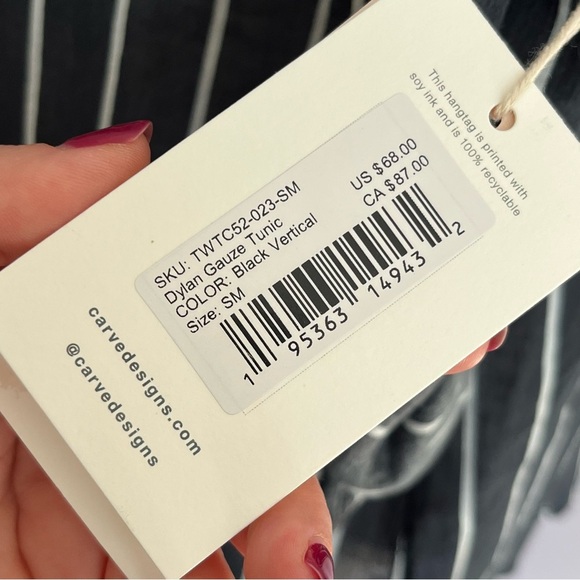 This hangtag is printed with
soy ink and is 100% recyclable
US $68.00
CA $87.00
SKU: TWTC52-023-SM
Dylan Gauze Tunic
COLOR: Black Vertical
Size: SM
1 95363 14943 2
carvedesigns.com
@carvedesigns